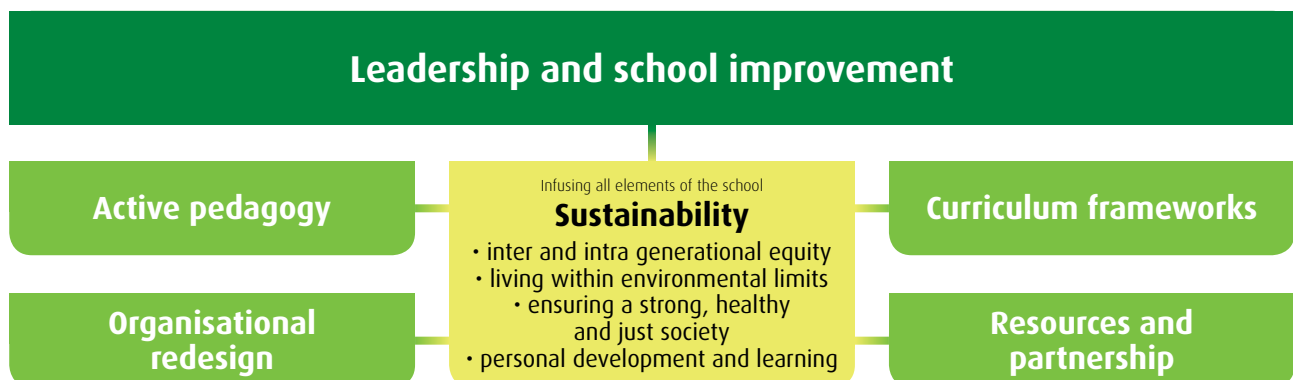 Leadership and school improvement
Active pedagogy
Infusing all elements of the school
Sustainability
• inter and intra generational equity
• living within environmental limits
• ensuring a strong, healthy
and just society
• personal development and learning
Curriculum frameworks
Organisational
redesign
Resources and
partnership